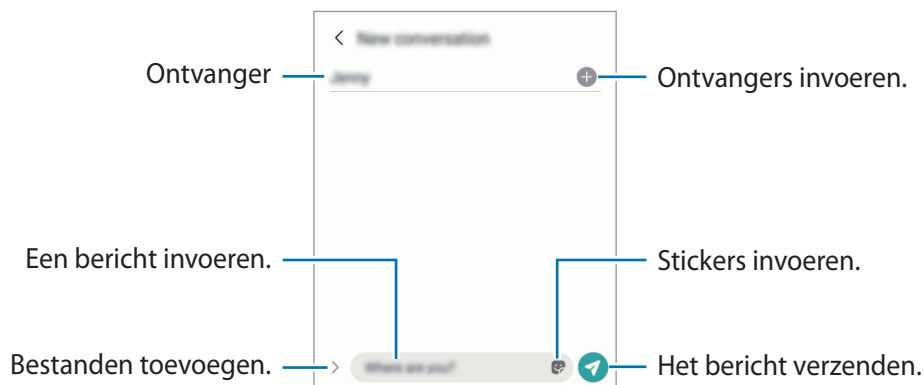 New conversation
Ontvanger
Jenny
Ontvangers invoeren.
Een bericht invoeren.
Stickers invoeren.
Bestanden toevoegen.
Where are you?
Het bericht verzenden.